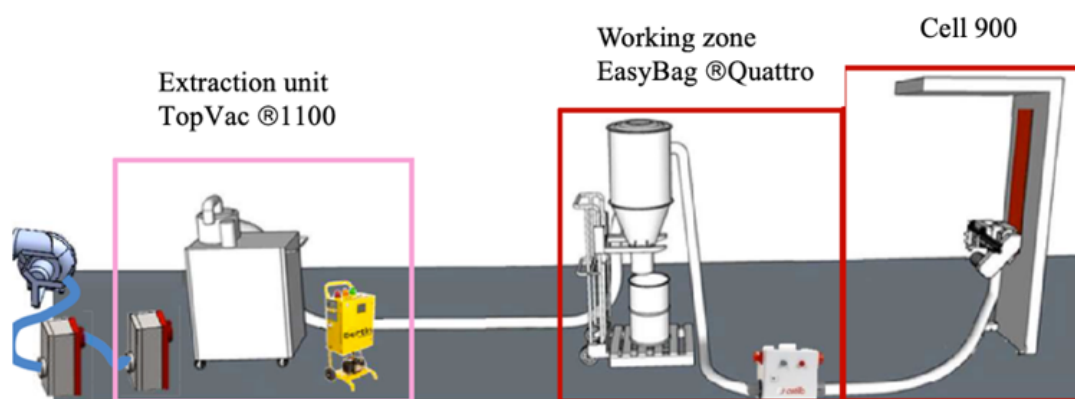 Cell 900
Working zone
EasyBag ®Quattro
Extraction unit
TopVac ®1100